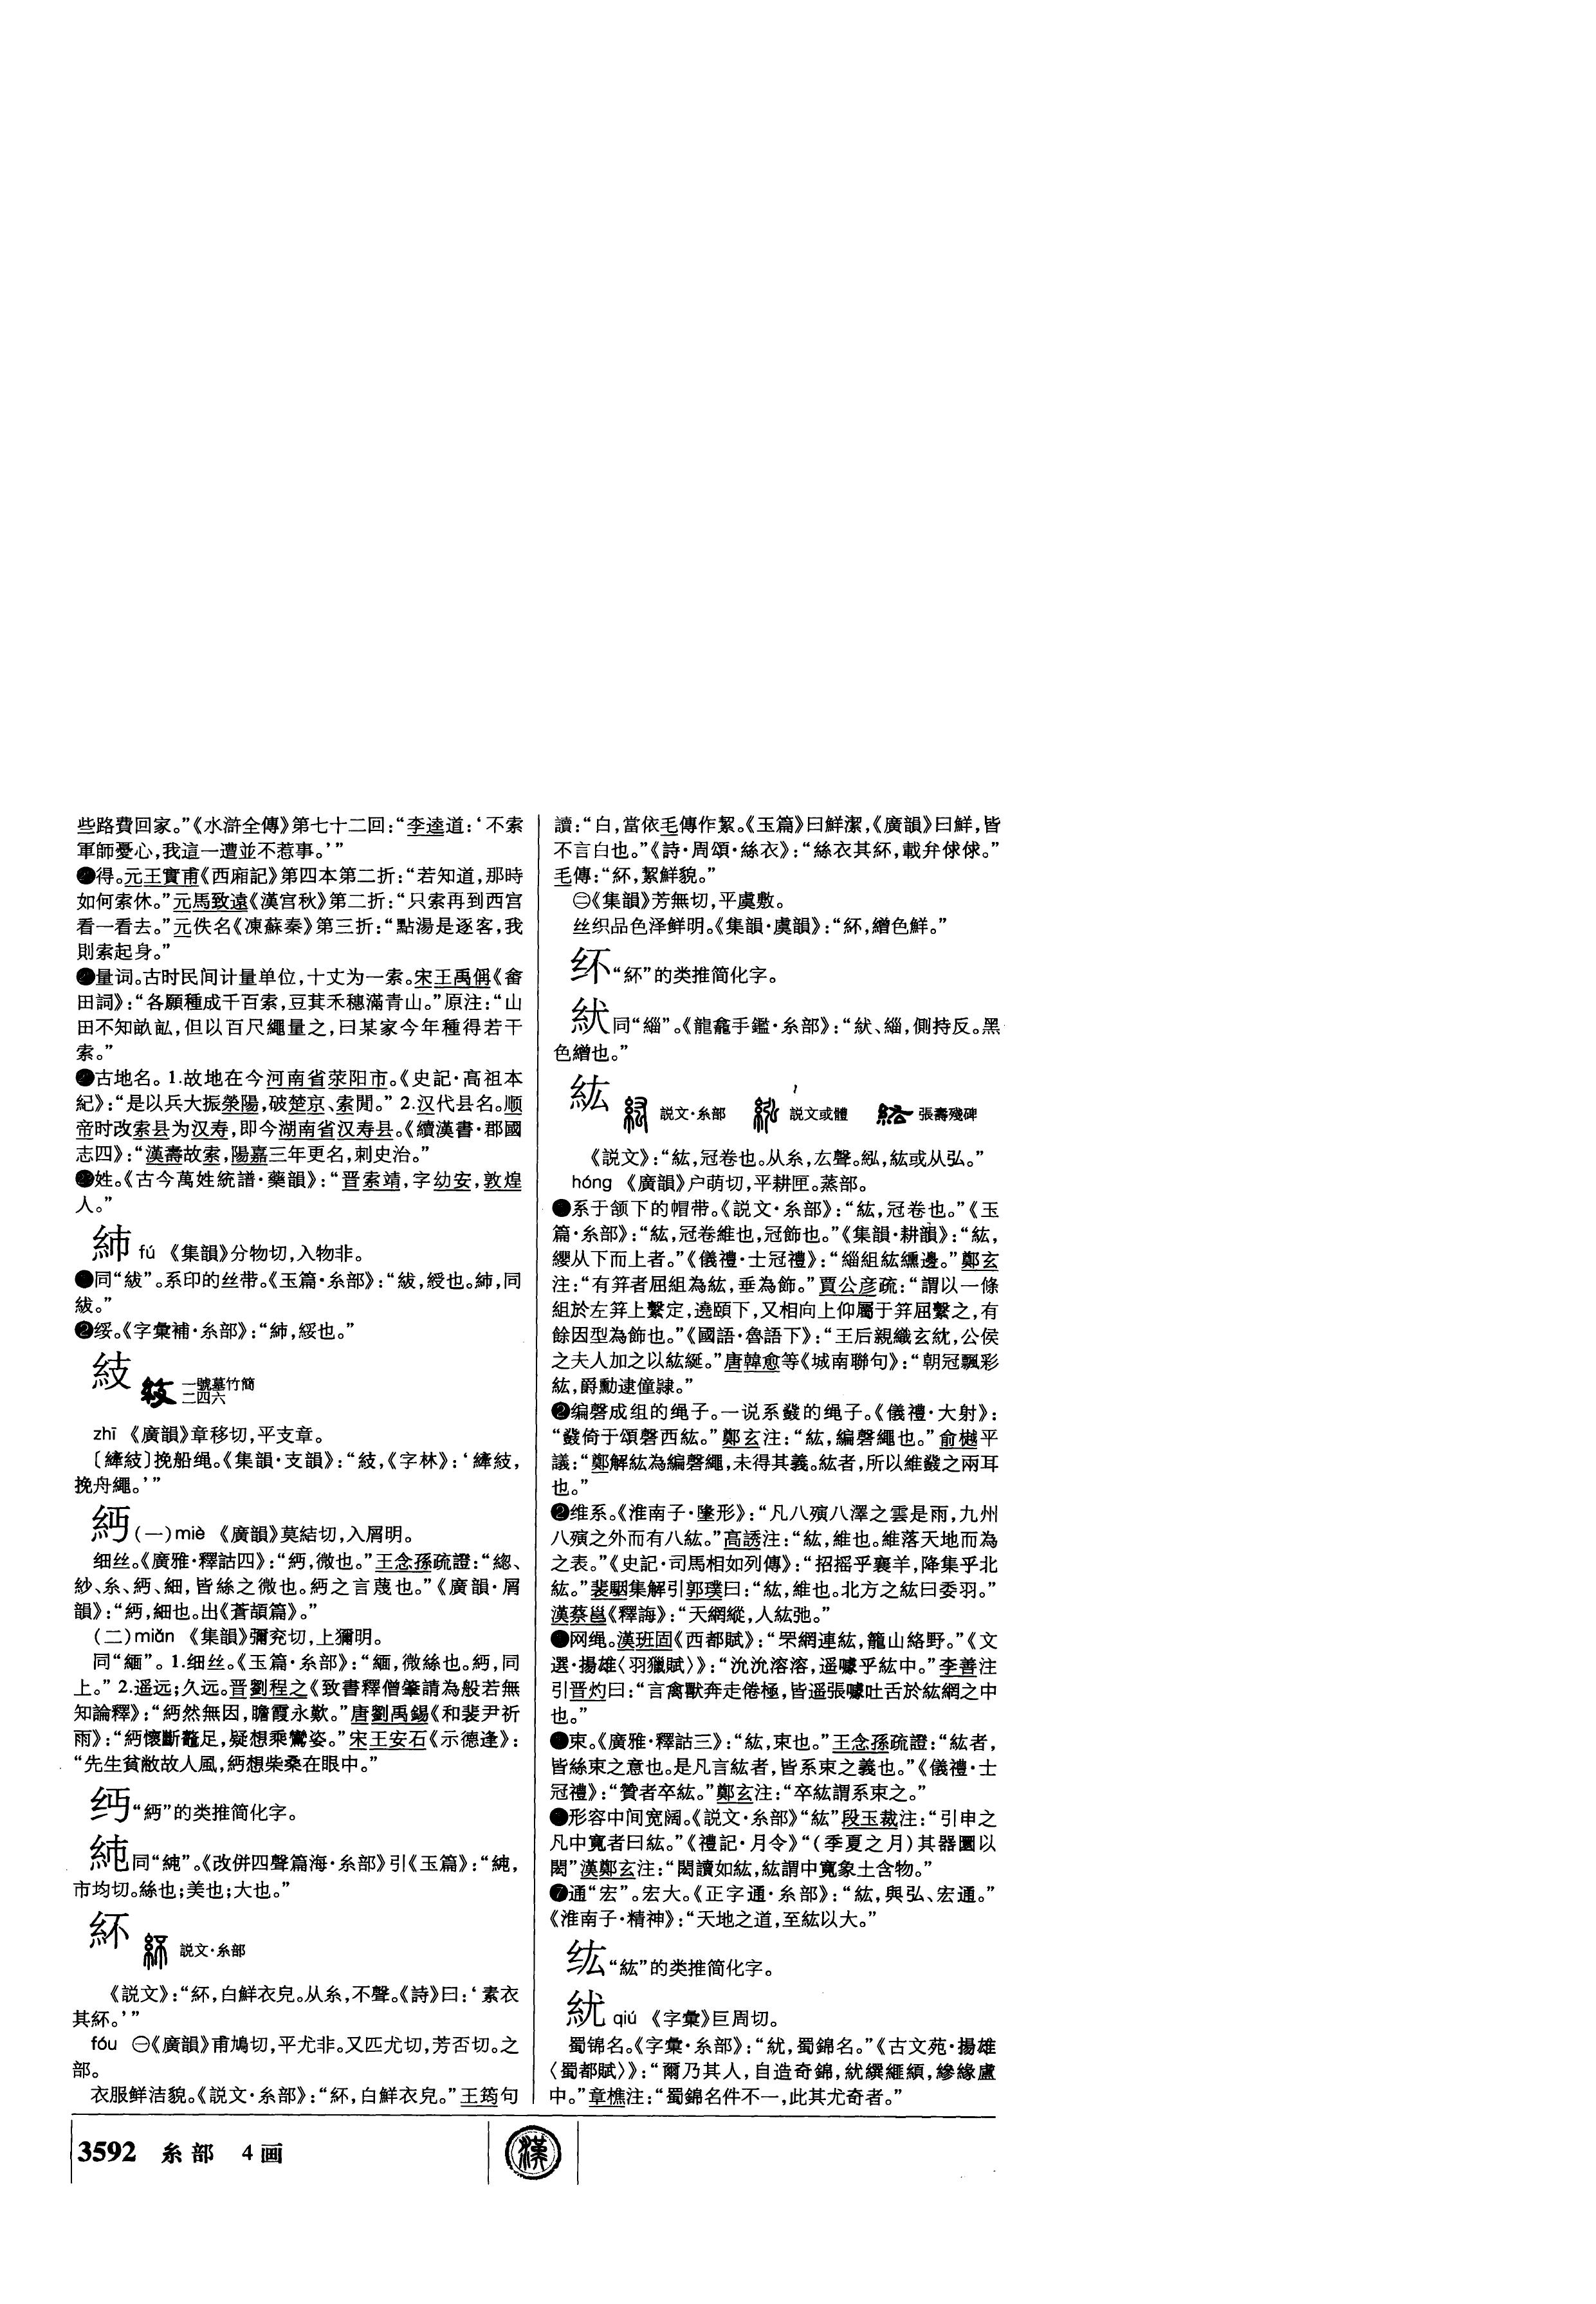 些路費回家。”《水滸全傳》第七十二回：“李逵道：‘不索
軍師憂心，我這一遭並不惹事。’”
得。元王實甫《西廂記》第四本第二折：“若知道，那時
如何索休。”元馬致遠《漢宫秋》第二折：“只索再到西宫
看一看去。”元佚名《凍蘇秦》第三折：“點湯是逐客，我
則索起身。”
量词。古时民间计量单位，十丈为一索。宋王禹偁《畬
田詞》：“各願種成千百索，豆萁禾穗滿青山。”原注：“山
田不知畝畆，但以百尺繩量之，曰某家今年種得若干
索。”
古地名。1.故地在今河南省荥阳市。《史記·高祖本
紀》：“是以兵大振滎陽，破楚京、索間。”2.汉代县名。顺
帝时改索县为汉寿，即今湖南省汉寿县。《續漢書·郡國
志四》：“漢壽故索，陽嘉三年更名，刺史治。”
姓。《古今萬姓統譜·藥韻》：“晋索靖，字幼安，敦煌
人。”
紼 fú 《集韻》分物切，入物非。
❶同“紱”。系印的丝带。《玉篇·糸部》：“紱，綬也。䋇，同
紱。”
❷绥。《字彙補·糸部》：“䋇，綏也。”
紁 一號墓竹簡
二四六
zhī 《廣韻》章移切，平支章。
〔縴紁〕挽船绳。《集韻·支韻》：“紁，《字林》：‘縴紁，
挽舟繩。’”
紆（一）miè 《廣韻》莫結切，入屑明。
细丝。《廣雅·釋詁四》：“䋚，微也。”王念孫疏證：“緫、
紗、糸、䋚、細，皆絲之微也。䋚之言蔑也。”《廣韻·屑
韻》：“䋚，細也。出《蒼頡篇》。”
（二）miǎn 《集韻》彌兖切，上獮明。
同“緬”。1.细丝。《玉篇·糸部》：“緬，微絲也。䋚，同
上。”2.遥远；久远。晋劉程之《致書釋僧肇請為般若無
知論釋》：“䋚然無因，瞻霞永歎。”唐劉禹錫《和裴尹祈
雨》：“䋚懷斷鼇足，疑想乘鸞姿。”宋王安石《示德逢》：
“先生貧敝故人風，䋚想柴桑在眼中。”
“䋚”的类推简化字。
同“純”。《改併四聲篇海·糸部》引《玉篇》：“純，
市均切。絲也；美也；大也。”
紑 説文·糸部
《説文》：“紑，白鮮衣皃。从糸，不聲。《詩》曰：‘素衣
其紑。’”
fóu ㊀《廣韻》甫鳩切，平尤非。又匹尤切，芳否切。之
部。
衣服鲜洁貌。《説文·糸部》：“紑，白鮮衣皃。”王筠句
讀：“白，當依毛傳作絜。《玉篇》曰鮮潔，《廣韻》曰鮮，皆
不言白也。”《詩·周頌·絲衣》：“絲衣其紑，載弁俅俅。”
毛傳：“紑，絜鮮貌。”
㊁《集韻》芳無切，平虞敷。
丝织品色泽鲜明。《集韻·虞韻》：“紑，繒色鮮。”
“紑”的类推简化字。
同“緇”。《龍龕手鑑·糸部》：“、緇，側持反。黑
色繒也。”
紘 説文·糸部 説文或體 張壽殘碑
《説文》：“紘，冠卷也。从糸，厷聲。紭，紘或从弘。”
hóng 《廣韻》户萌切，平耕匣。蒸部。
❶系于颔下的帽带。《説文·糸部》：“紘，冠卷也。”《玉
篇·糸部》：“紘，冠卷維也，冠飾也。”《集韻·耕韻》：“紘，
纓从下而上者。”《儀禮·士冠禮》：“緇組紘纁邊。”鄭玄
注：“有笄者屈組為紘，垂為飾。”賈公彦疏：“謂以一條
組於左笄上繫定，遶頤下，又相向上仰屬于笄屈繫之，有
餘因型為飾也。”《國語·魯語下》：“王后親織玄紞，公侯
之夫人加之以紘綖。”唐韓愈等《城南聯句》：“朝冠飄彩
紘，爵勳逮僮隷。”
❷编磬成组的绳子。一说系鼗的绳子。《儀禮·大射》：
“鼗倚于頌磬西紘。”鄭玄注：“紘，編磬繩也。”俞樾平
議：“鄭解紘為編磬繩，未得其義。紘者，所以維鼗之兩耳
也。”
❷维系。《淮南子·墬形》：“凡八殥八澤之雲是雨，九州
八殥之外而有八紘。”高誘注：“紘，維也。維落天地而為
之表。”《史記·司馬相如列傳》：“招摇乎襄羊，降集乎北
紘。”裴駰集解引郭璞曰：“紘，維也。北方之紘曰委羽。”
漢蔡邕《釋誨》：“天網縱，人紘弛。”
网绳。漢班固《西都賦》：“罘網連紘，籠山絡野。”《文
選·揚雄〈羽獵賦〉》：“沇沇溶溶，遥噱乎紘中。”李善注
引晋灼曰：“言禽獸奔走倦極，皆遥張噱吐舌於紘網之中
也。”
束。《廣雅·釋詁三》：“紘，束也。”王念孫疏證：“紘者，
皆絲束之意也。是凡言紘者，皆系束之義也。”《儀禮·士
冠禮》：“贊者卒紘。”鄭玄注：“卒紘謂系束之。”
形容中间宽阔。《説文·糸部》“紘”段玉裁注：“引申之
凡中寬者曰紘。”《禮記·月令》“（季夏之月）其器圜以
閎”漢鄭玄注：“閎讀如紘，紘謂中寬象土含物。”
❼通“宏”。宏大。《正字通·糸部》：“紘，與弘、宏通。”
《淮南子·精神》：“天地之道，至紘以大。”
纮“紘”的类推简化字。
qiú 《字彙》巨周切。
蜀锦名。《字彙·糸部》：“，蜀錦名。”《古文苑·揚雄
〈蜀都賦〉》：“爾乃其人，自造奇錦，繏䋿䋶，縿緣盧
中。”章樵注：“蜀錦名件不一，此其尤奇者。”
3592 糸部 4画
漢